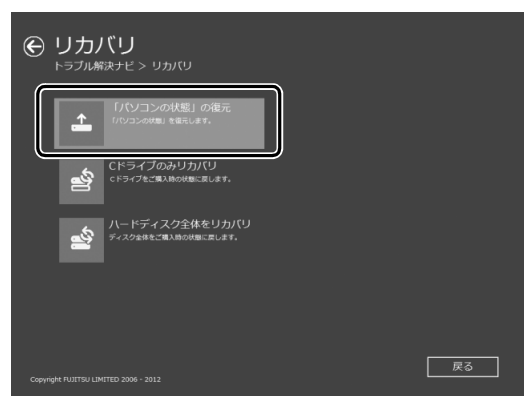 リカバリ
トラブル解決ナビ > リカバリ
「パソコンの状態」の復元
「パソコンの状態」を復元します。
Cドライブのみリカバリ
Cドライブをご購入時の状態に戻します。
ハードディスク全体をリカバリ
ディスク全体をご購入時の状態に戻します。
戻る
Copyright FUJITSU LIMITED 2006 - 2012